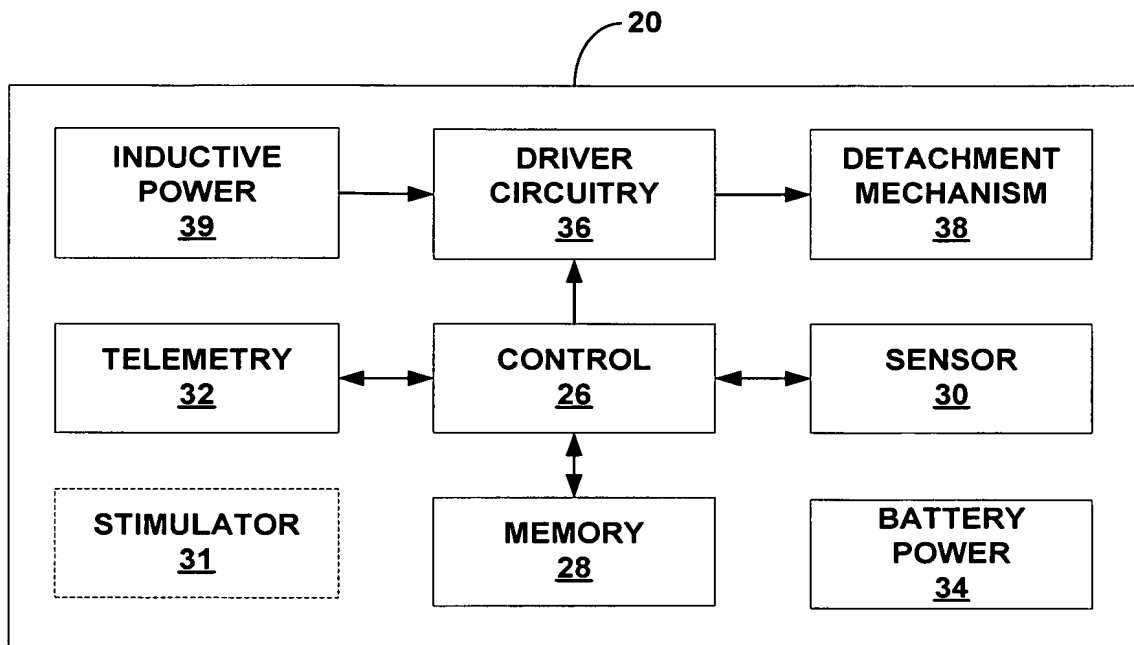 20
INDUCTIVE
POWER
39
DRIVER
CIRCUITRY
36
DETACHMENT
MECHANISM
38
TELEMETRY
32
CONTROL
26
SENSOR
30
STIMULATOR
31
MEMORY
28
BATTERY
POWER
34